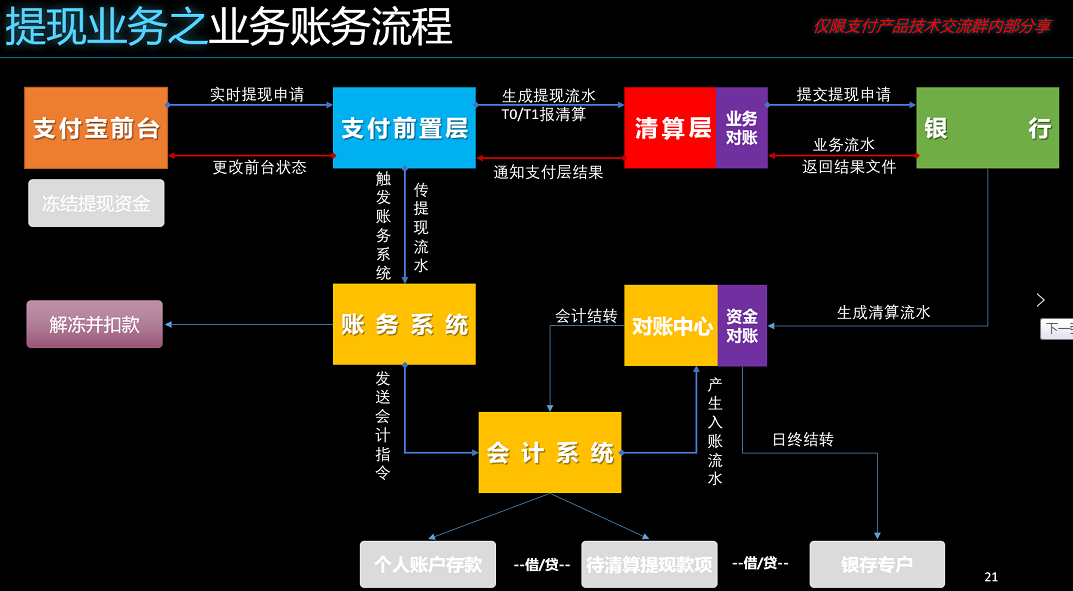 提现业务之业务账务流程
仅限支付产品技术交流群内部分享
支付宝前台
实时提现申请
更改前台状态
支付前置层
生成提现流水
T0/T1报清算
通知支付层结果
清算层
业务
对账
提交提现申请
业务流水
返回结果文件
银 行
冻结提现资金
触发账务系统
传提现流水
解冻并扣款
账务系统
会计结转
对账中心
资金
对账
生成清算流水
发送会计指令
会计系统
产生入账流水
日终结转
个人账户存款
--借/贷--
待清算提现款项
--借/贷--
银存专户
21